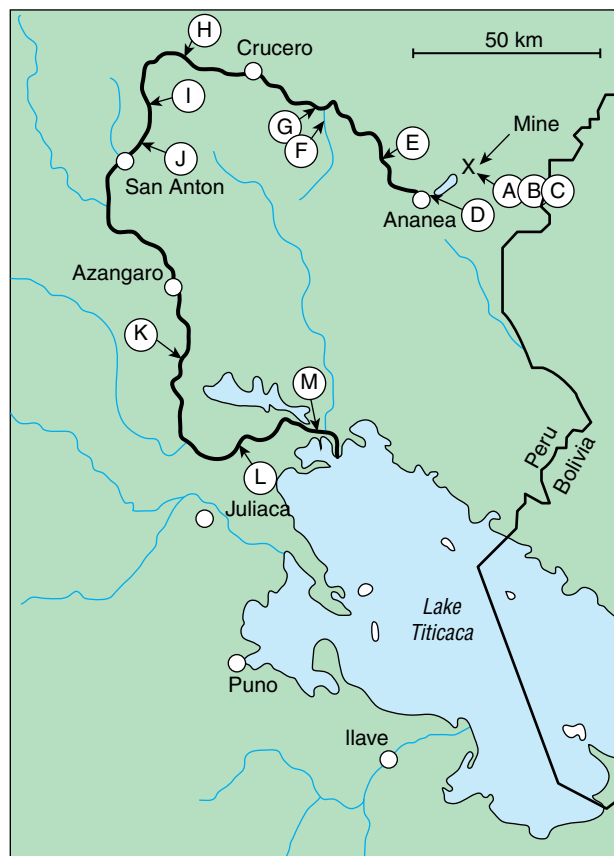 H
Crucero
50 km
I
G
F
E
Mine
X
J
San Anton
A
B
C
D
Ananea
Azangaro
K
M
Peru
Bolivia
L
Juliaca
Lake
Titicaca
Puno
Ilave